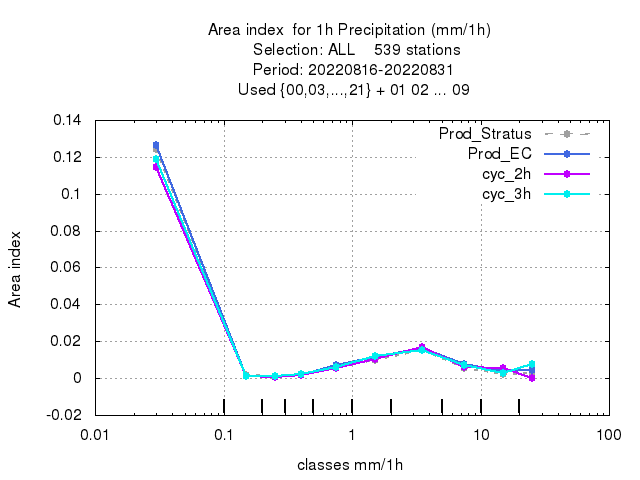 Area index  for 1h Precipitation (mm/1h)
Selection: ALL    539 stations
Period: 20220816-20220831
Used {00,03,...,21} + 01 02 ... 09
Prod_Stratus
Prod_EC
cyc_2h
cyc_3h
Area index
0.14
0.12
0.1
0.08
0.06
0.04
0.02
0
-0.02
0.01
0.1
1
10
100
classes mm/1h